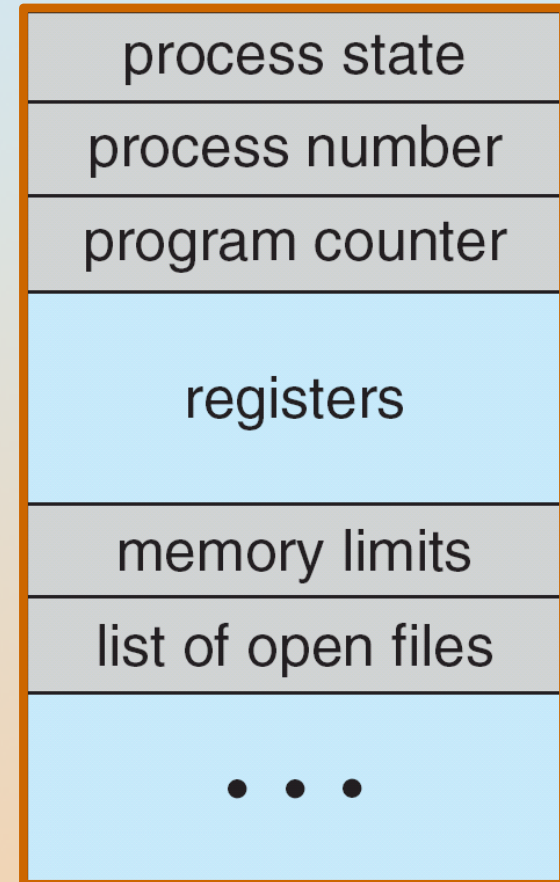 process state
process number
program counter
registers
memory limits
list of open files
• • •